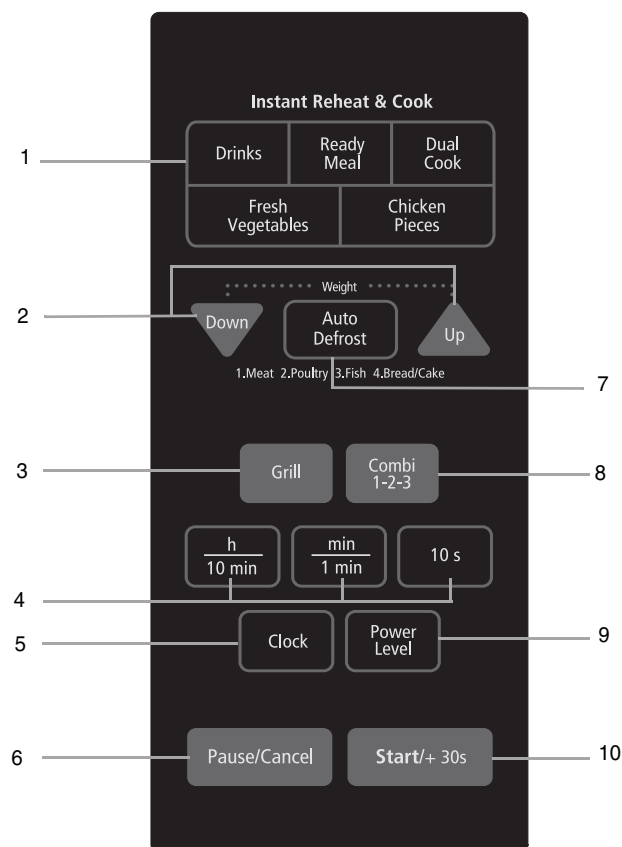 Instant Reheat & Cook
1
Drinks
Ready
Meal
Dual
Cook
Fresh
Vegetables
Chicken
Pieces
Weight
2
Down
Auto
Defrost
Up
1.Meat 2.Poultry 3.Fish 4.Bread/Cake
7
3
Grill
Combi
1-2-3
8
h
10 min
min
1 min
10 s
4
5
Clock
Power
Level
9
6
Pause/Cancel
Start/+ 30s
10